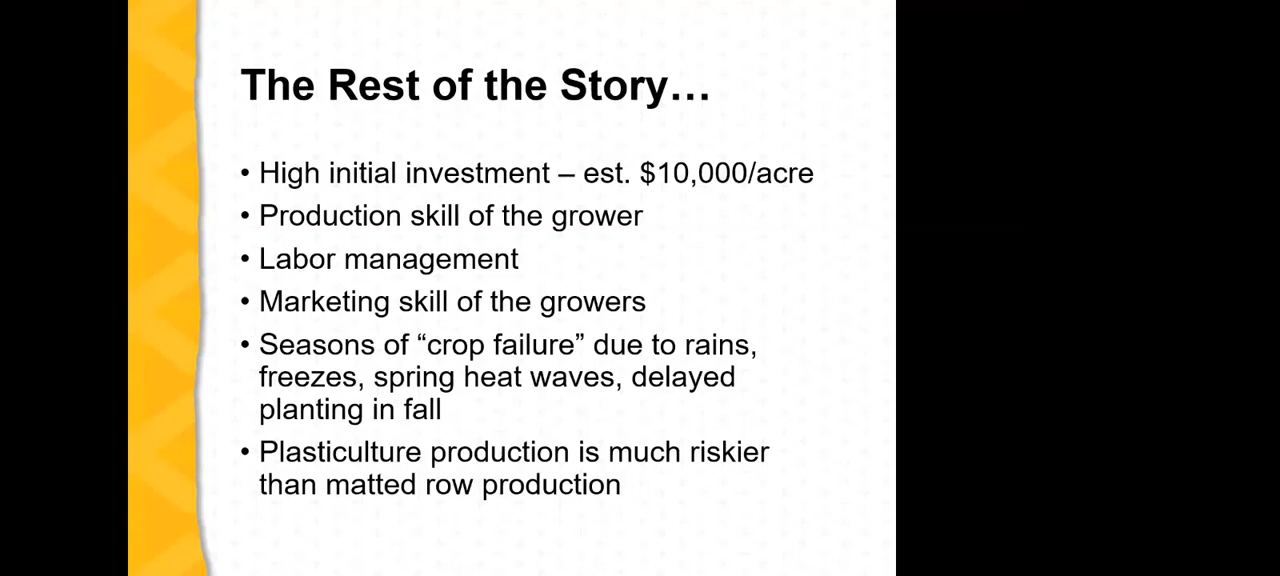 The Rest of the Story…
• High initial investment – est. $10,000/acre
• Production skill of the grower
• Labor management
• Marketing skill of the growers
• Seasons of “crop failure” due to rains,
freezes, spring heat waves, delayed
planting in fall
• Plasticulture production is much riskier
than matted row production